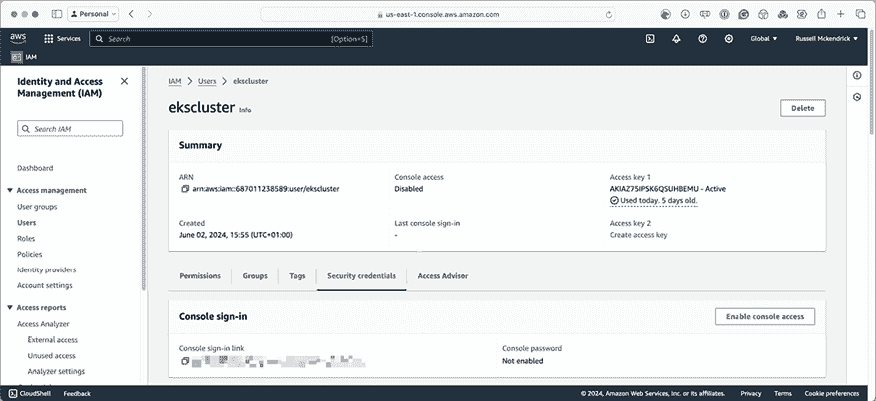 Personal
us-east-1.console.aws.amazon.com
aws
Services
Search
[Option+S]
Global
Russell Mckendrick
IAM
Identity and Access
Management (IAM)
Search IAM
Dashboard
Access management
User groups
Users
Roles
Policies
Identity providers
Account settings
Access reports
Access Analyzer
External access
Unused access
Analyzer settings
IAM
Users
ekscluster
ekscluster Info
Delete
Summary
ARN
arn:aws:iam::687011238589:user/ekscluster
Console access
Disabled
Access key 1
AKIAZ75IPSK6QSUHBEMU - Active
Used today. 5 days old.
Created
June 02, 2024, 15:55 (UTC+01:00)
Last console sign-in
-
Access key 2
Create access key
Permissions
Groups
Tags
Security credentials
Access Advisor
Console sign-in
Enable console access
Console sign-in link
Console password
Not enabled
CloudShell
Feedback
© 2024, Amazon Web Services, Inc. or its affiliates.
Privacy
Terms
Cookie preferences